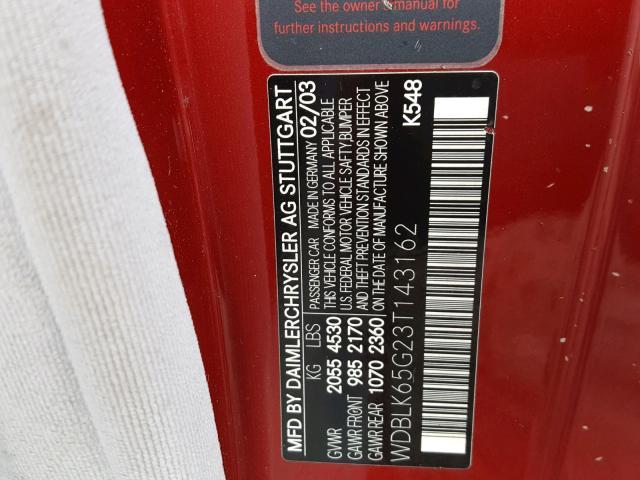 See the owner's manual for
further instructions and warnings.
MFD BY DAIMLERCHRYSLER AG STUTTGART
KG LBS PASSENGER CAR MADE IN GERMANY 02/03
GVWR 2055 4530 THIS VEHICLE CONFORMS TO ALL APPLICABLE
GAWR FRONT 985 2170 U.S. FEDERAL MOTOR VEHICLE SAFTY,BUMPER
GAWR REAR 1070 2360 AND THEFT PREVENTION STANDARDS IN EFFECT
ON THE DATE OF MANUFACTURE SHOWN ABOVE
WDBLK65G23T143162 K548